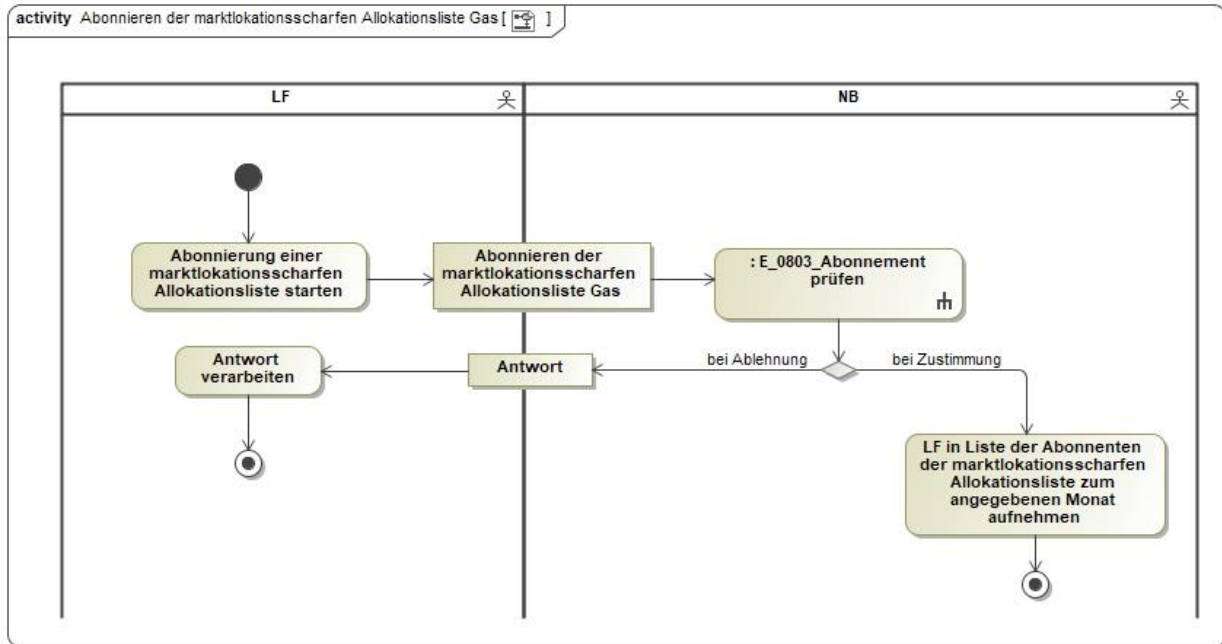 activity Abonnieren der marktlokationsscharfen Allokationsliste Gas [ ]
LF
NB
Abonnierung einer
marktlokationsscharfen
Allokationsliste starten
Abonnieren der
marktlokationsscharfen
Allokationsliste Gas
: E_0803_Abonnement
prüfen
Antwort
verarbeiten
Antwort
bei Ablehnung
bei Zustimmung
LF in Liste der Abonnenten
der marktlokationsscharfen
Allokationsliste zum
angegebenen Monat
aufnehmen